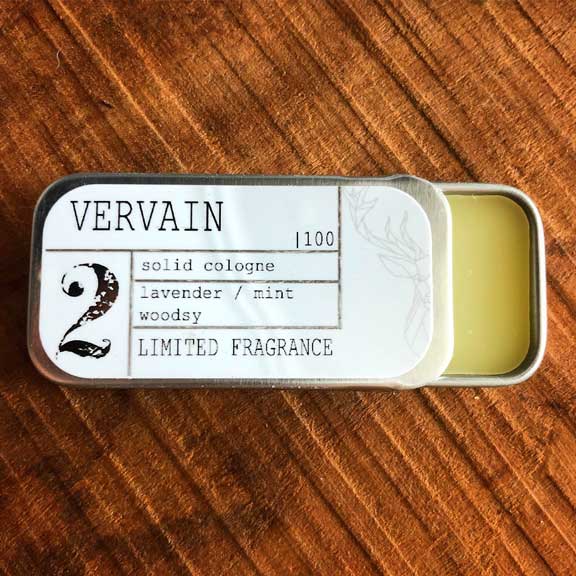 VERVAIN
|100
2
solid cologne
lavender / mint
woodsy
LIMITED FRAGRANCE